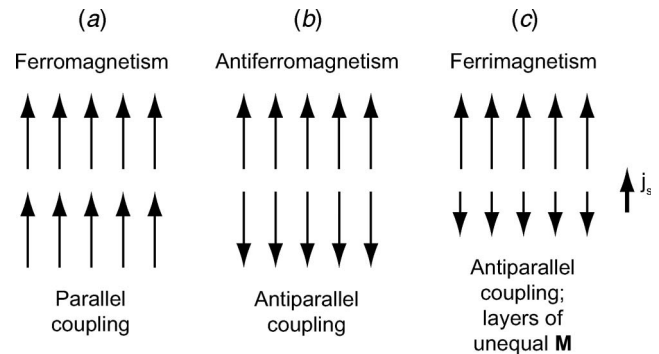 (a)
Ferromagnetism
Parallel
coupling
(b)
Antiferromagnetism
Antiparallel
coupling
(c)
Ferrimagnetism
js
Antiparallel
coupling;
layers of
unequal M